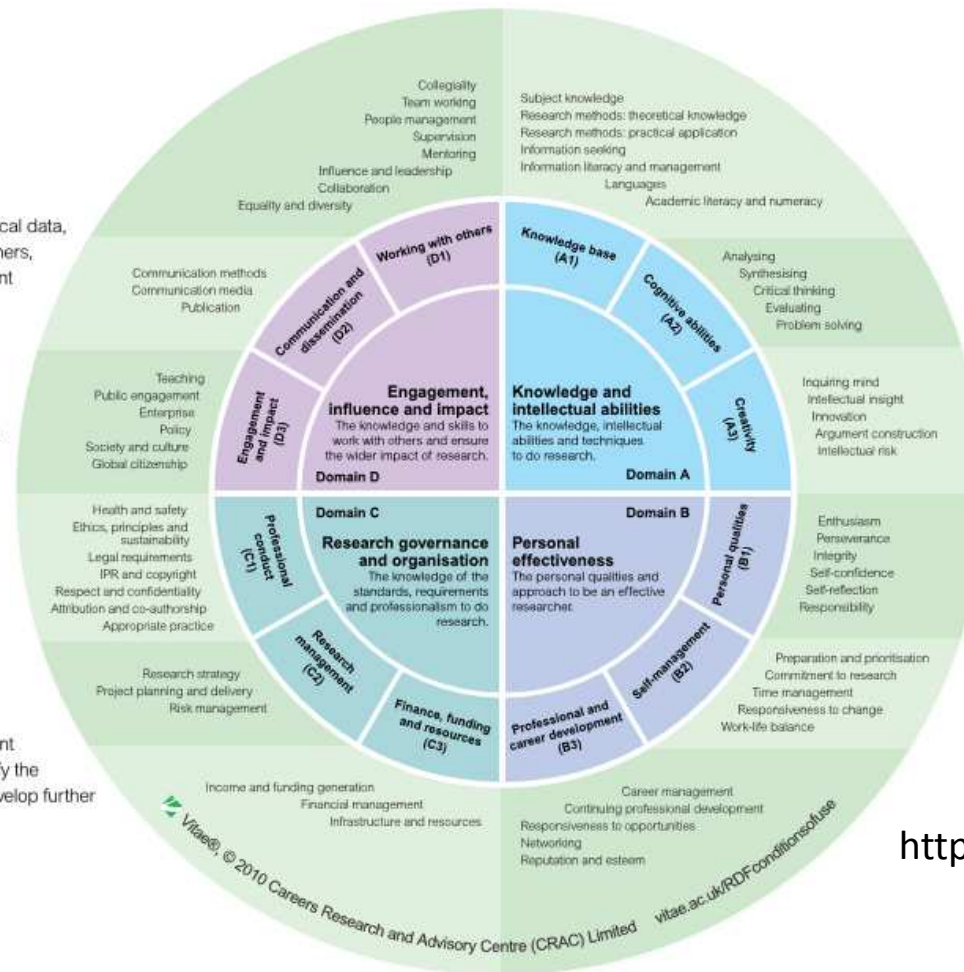 Collegiality
Team working
People management
Supervision
Mentoring
Influence and leadership
Collaboration
Equality and diversity
Subject knowledge
Research methods: theoretical knowledge
Research methods: practical application
Information seeking
Information literacy and management
Languages
Academic literacy and numeracy
cal data,
ners,
nt
Communication methods
Communication media
Publication
Analysing
Synthesising
Critical thinking
Evaluating
Problem solving
Teaching
Public engagement
Enterprise
Policy
Society and culture
Global citizenship
Inquiring mind
Intellectual insight
Innovation
Argument construction
Intellectual risk
Working with others
(D1)
Knowledge base
(A1)
Communication and
dissemination
(D2)
Cognitive abilities
(A2)
Engagement
and impact
(D3)
Creativity
(A3)
Engagement,
influence and impact
The knowledge and skills to
work with others and ensure
the wider impact of research.
Domain D
Knowledge and
intellectual abilities
The knowledge, intellectual
abilities and techniques
to do research.
Domain A
Domain C
Research governance
and organisation
The knowledge of the
standards, requirements
and professionalism to do
research.
Domain B
Personal
effectiveness
The personal qualities and
approach to be an effective
researcher.
Professional
conduct
(C1)
Personal qualities
(B1)
Research
management
(C2)
Self-management
(B2)
Finance, funding
and resources
(C3)
Professional and
career development
(B3)
Health and safety
Ethics, principles and
sustainability
Legal requirements
IPR and copyright
Respect and confidentiality
Attribution and co-authorship
Appropriate practice
Enthusiasm
Perseverance
Integrity
Self-confidence
Self-reflection
Responsibility
Research strategy
Project planning and delivery
Risk management
Preparation and prioritisation
Commitment to research
Time management
Responsiveness to change
Work-life balance
nt
fy the
velop further
Income and funding generation
Financial management
Infrastructure and resources
Career management
Continuing professional development
Responsiveness to opportunities
Networking
Reputation and esteem
http
Vitae®, © 2010 Careers Research and Advisory Centre (CRAC) Limited vitae.ac.uk/RDFconditionsofuse